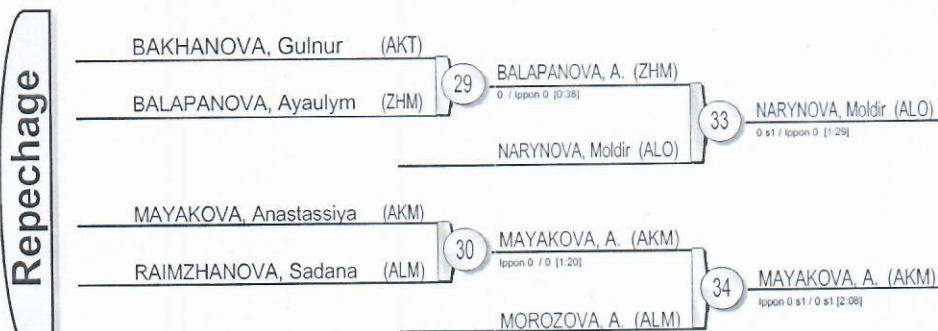 Repechage
BAKHANOVA, Gulnur (AKT)
BALAPANOVA, Ayaulym (ZHM)
29
BALAPANOVA, A. (ZHM)
0 / Ippon 0 [0:38]
NARYNOVA, Moldir (ALO)
33
NARYNOVA, Moldir (ALO)
0 s1 / Ippon 0 [1:29]
MAYAKOVA, Anastassiya (AKM)
RAIMZHANOVA, Sadana (ALM)
30
MAYAKOVA, A. (AKM)
Ippon 0 / 0 [1:20]
MOROZOVA, A. (ALM)
34
MAYAKOVA, A. (AKM)
Ippon 0 s1 / 0 s1 [2:08]